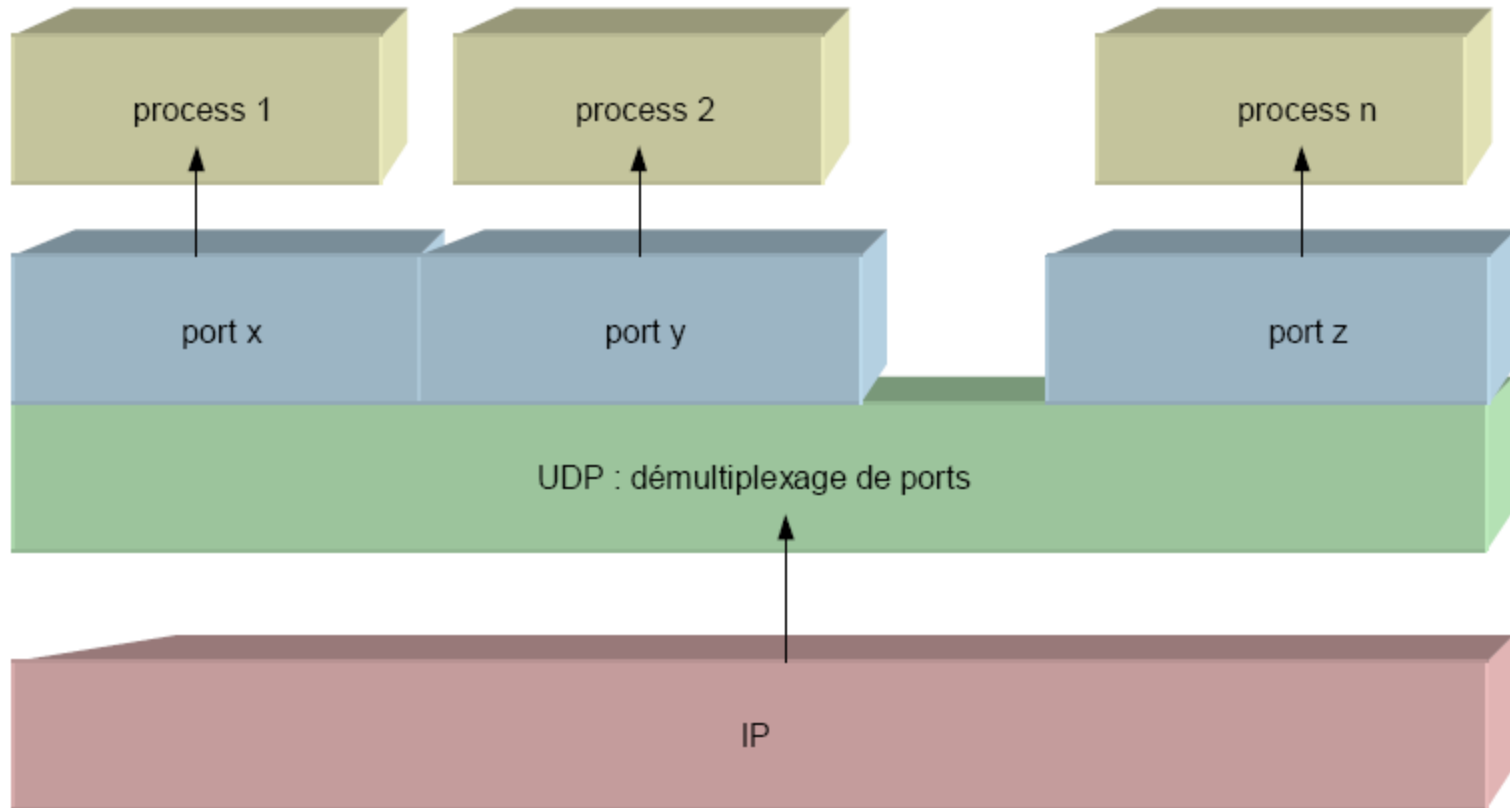 process 1
process 2
process n
port x
port y
port z
UDP : démultiplexage de ports
IP